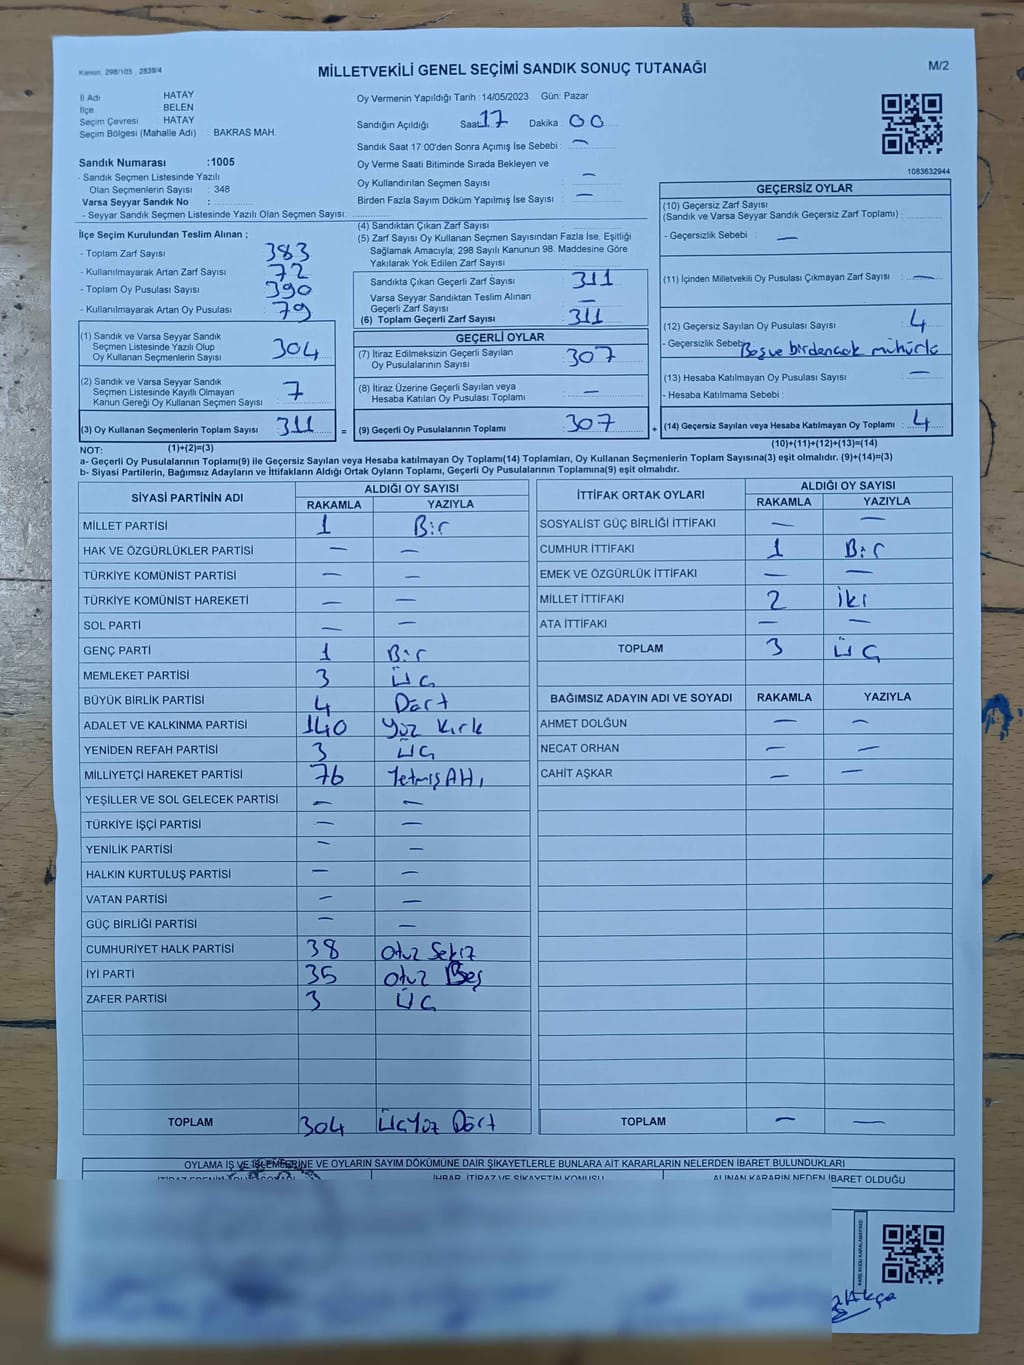 Kanun. 298/105 , 2839/4
MİLLETVEKİLİ GENEL SEÇİMİ SANDIK SONUÇ TUTANAĞI
M/2
İl Adı HATAY
İlçe BELEN
Seçim Çevresi HATAY
Seçim Bölgesi (Mahalle Adı) BAKRAS MAH.
Sandık Numarası :1005
- Sandık Seçmen Listesinde Yazılı
Olan Seçmenlerin Sayısı : 348
Varsa Seyyar Sandık No :
- Seyyar Sandık Seçmen Listesinde Yazılı Olan Seçmen Sayısı:
Oy Vermenin Yapıldığı Tarih :14/05/2023 Gün: Pazar
Sandığın Açıldığı Saat 17 Dakika 00
Sandık Saat 17:00'den Sonra Açımış İse Sebebi : —
Oy Verme Saati Bitiminde Sırada Bekleyen ve
Oy Kullandırılan Seçmen Sayısı : —
Birden Fazla Sayım Döküm Yapılmış İse Sayısı : —
1083632944
İlçe Seçim Kurulundan Teslim Alınan ;
- Toplam Zarf Sayısı 383
- Kullanılmayarak Artan Zarf Sayısı 72
- Toplam Oy Pusulası Sayısı 390
- Kullanılmayarak Artan Oy Pusulası 79
(1) Sandık ve Varsa Seyyar Sandık
Seçmen Listesinde Yazılı Olup
Oy Kullanan Seçmenlerin Sayısı 304
(2) Sandık ve Varsa Seyyar Sandık
Seçmen Listesinde Kayıtlı Olmayan
Kanun Gereği Oy Kullanan Seçmen Sayısı 7
(3) Oy Kullanan Seçmenlerin Toplam Sayısı 311 =
(4) Sandıktan Çıkan Zarf Sayısı :
(5) Zarf Sayısı Oy Kullanan Seçmen Sayısından Fazla İse, Eşitliği
Sağlamak Amacıyla; 298 Sayılı Kanunun 98. Maddesine Göre
Yakılarak Yok Edilen Zarf Sayısı :
Sandıkta Çıkan Geçerli Zarf Sayısı 311
Varsa Seyyar Sandıktan Teslim Alınan
Geçerli Zarf Sayısı —
(6) Toplam Geçerli Zarf Sayısı 311
GEÇERLİ OYLAR
(7) İtiraz Edilmeksizin Geçerli Sayılan
Oy Pusulalarının Sayısı 307
(8) İtiraz Üzerine Geçerli Sayılan veya
Hesaba Katılan Oy Pusulası Toplamı —
(9) Geçerli Oy Pusulalarının Toplamı 307 +
GEÇERSİZ OYLAR
(10) Geçersiz Zarf Sayısı
(Sandık ve Varsa Seyyar Sandık Geçersiz Zarf Toplamı) :
- Geçersizlik Sebebi : —
(11) İçinden Milletvekili Oy Pusulası Çıkmayan Zarf Sayısı : —
(12) Geçersiz Sayılan Oy Pusulası Sayısı : 4
- Geçersizlik Sebebi Boş ve birdençok mühürlü
(13) Hesaba Katılmayan Oy Pusulası Sayısı : —
- Hesaba Katılmama Sebebi :
(14) Geçersiz Sayılan veya Hesaba Katılmayan Oy Toplamı : 4
NOT: (1)+(2)=(3) (10)+(11)+(12)+(13)=(14)
a- Geçerli Oy Pusulalarının Toplamı(9) ile Geçersiz Sayılan veya Hesaba Katılmayan Oy Toplamı(14) Toplamları, Oy Kullanan Seçmenlerin Toplam Sayısına(3) eşit olmalıdır. (9)+(14)=(3)
b- Siyasi Partilerin, Bağımsız Adayların ve İttifakların Aldığı Ortak Oyların Toplamı, Geçerli Oy Pusulalarının Toplamına(9) eşit olmalıdır.
SİYASİ PARTİNİN ADI ALDIĞI OY SAYISI
RAKAMLA YAZIYLA
MİLLET PARTİSİ 1 Bir
HAK VE ÖZGÜRLÜKLER PARTİSİ — —
TÜRKİYE KOMÜNİST PARTİSİ — —
TÜRKİYE KOMÜNİST HAREKETİ — —
SOL PARTİ — —
GENÇ PARTİ 1 Bir
MEMLEKET PARTİSİ 3 Üç
BÜYÜK BİRLİK PARTİSİ 4 Dört
ADALET VE KALKINMA PARTİSİ 140 Yüz Kırk
YENİDEN REFAH PARTİSİ 3 Üç
MİLLİYETÇİ HAREKET PARTİSİ 76 Yetmiş Altı
YEŞİLLER VE SOL GELECEK PARTİSİ — —
TÜRKİYE İŞÇİ PARTİSİ — —
YENİLİK PARTİSİ — —
HALKIN KURTULUŞ PARTİSİ — —
VATAN PARTİSİ — —
GÜÇ BİRLİĞİ PARTİSİ — —
CUMHURİYET HALK PARTİSİ 38 otuz Sekiz
İYİ PARTİ 35 otuz Beş
ZAFER PARTİSİ 3 Üç
TOPLAM 304 Üçyüz Dört
İTTİFAK ORTAK OYLARI ALDIĞI OY SAYISI
RAKAMLA YAZIYLA
SOSYALİST GÜÇ BİRLİĞİ İTTİFAKI — —
CUMHUR İTTİFAKI 1 Bir
EMEK VE ÖZGÜRLÜK İTTİFAKI — —
MİLLET İTTİFAKI 2 İki
ATA İTTİFAKI — —
TOPLAM 3 Üç
BAĞIMSIZ ADAYIN ADI VE SOYADI RAKAMLA YAZIYLA
AHMET DOLĞUN — —
NECAT ORHAN — —
CAHİT AŞKAR — —
TOPLAM — —
OYLAMA İŞ VE İŞLEMLERİNE VE OYLARIN SAYIM DÖKÜMÜNE DAİR ŞİKAYETLERLE BUNLARA AİT KARARLARIN NELERDEN İBARET BULUNDUKLARI
İHBAR, İTİRAZ VE ŞİKAYETİN KONUSU ALINAN KARARIN NEDEN İBARET OLDUĞU
KARE KODU KARALAMAYINIZ!
Akça